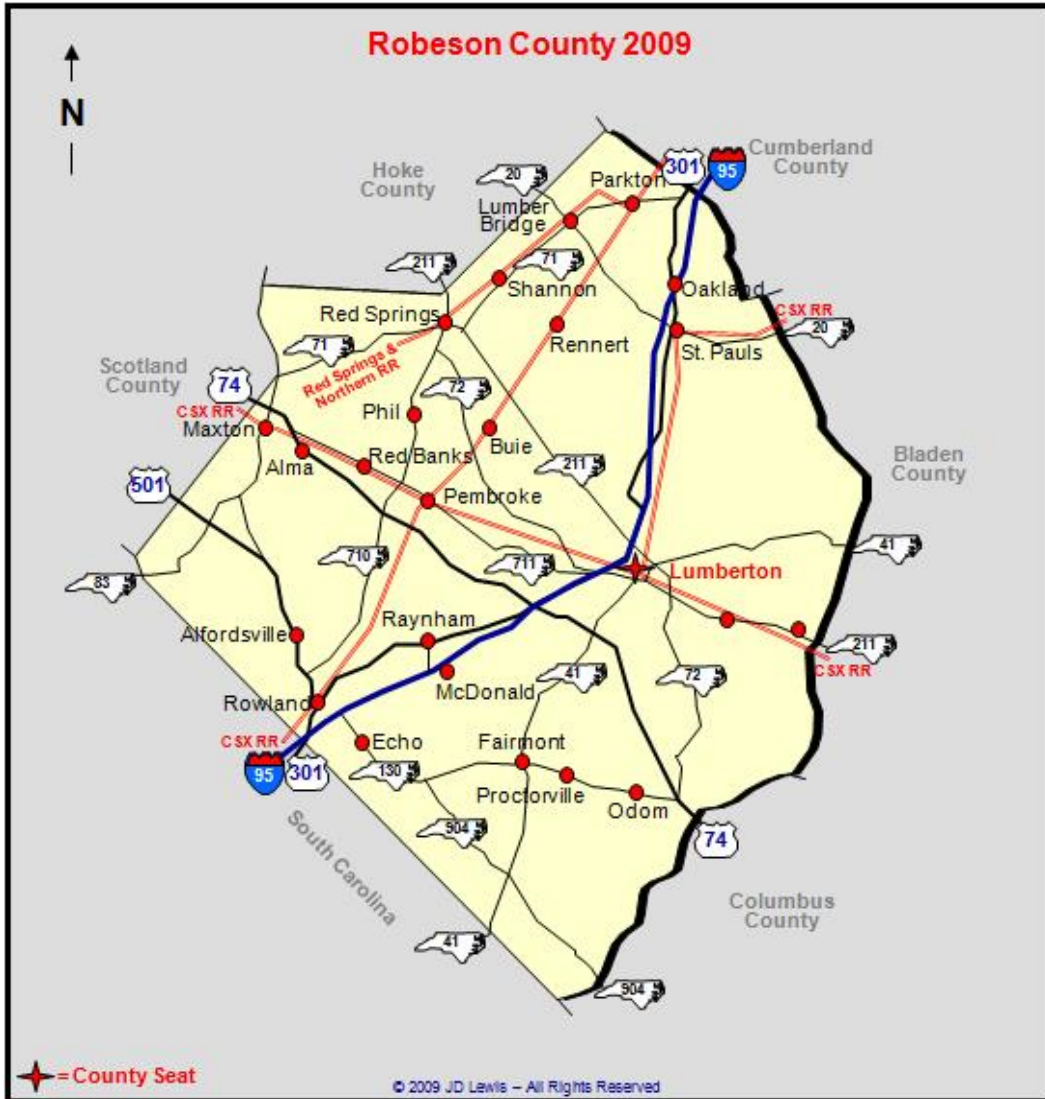 Robeson County 2009
N
Hoke
County
Cumberland
County
301
95
20
Parkton
Lumber
Bridge
211
71
Shannon
Oakland
CSX RR
20
Red Springs
Rennert
St. Pauls
71
Red Springs &
Northern RR
Scotland
County
74
72
CSX RR
Phil
Maxton
Buie
Alma
Red Banks
211
Bladen
County
501
Pembroke
41
83
710
711
Lumberton
Alfordsville
Raynham
211
CSX RR
McDonald
41
72
Rowland
CSX RR
Echo
Fairmont
95
301
130
Proctorville
Odom
904
74
South Carolina
Columbus
County
41
904
=County Seat
© 2009 JD Lewis – All Rights Reserved